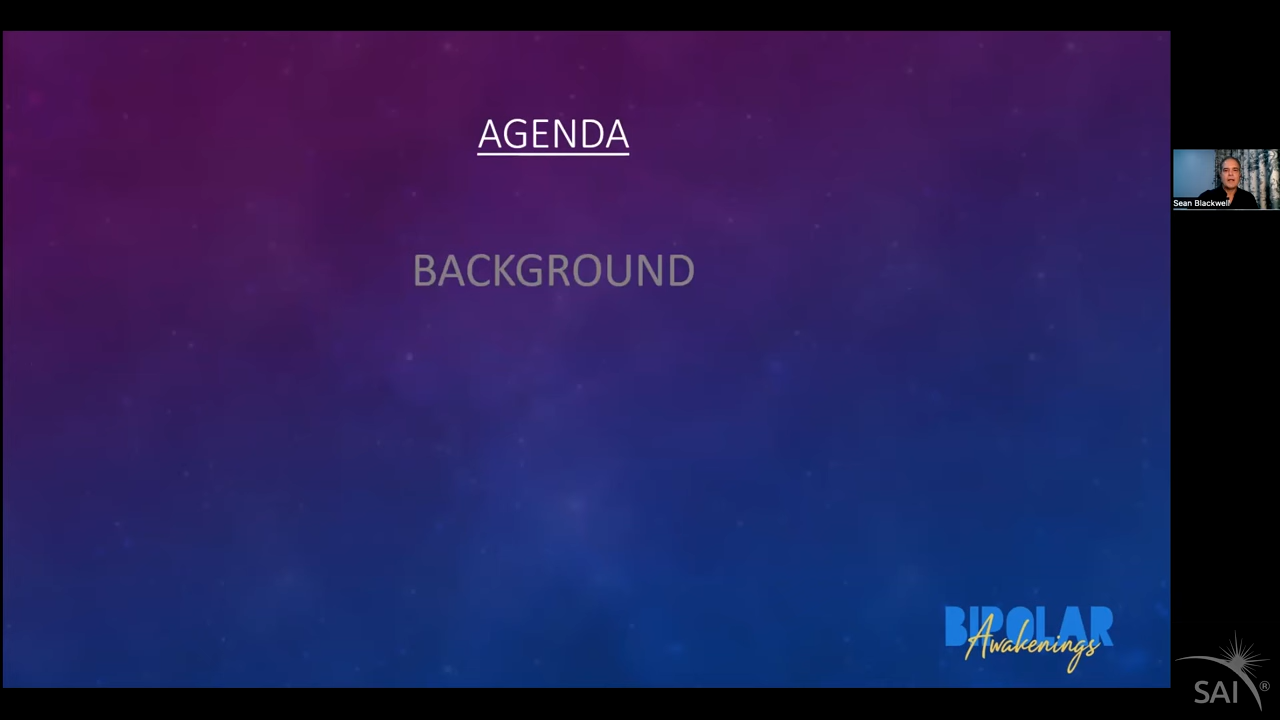 AGENDA
BACKGROUND
Sean Blackwell
BIPOLAR
Awakenings
SAI®